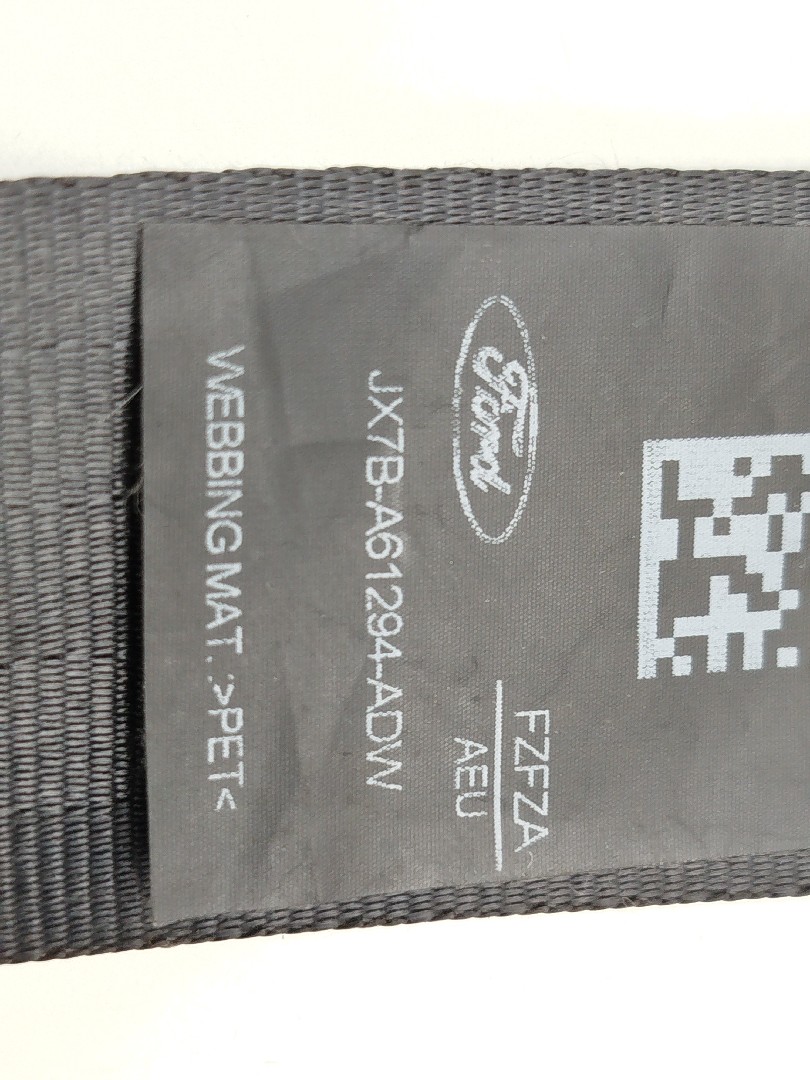 Ford
FZFZA
AEU
JX7B-A61294-ADW
WEBBING MAT. >PET<